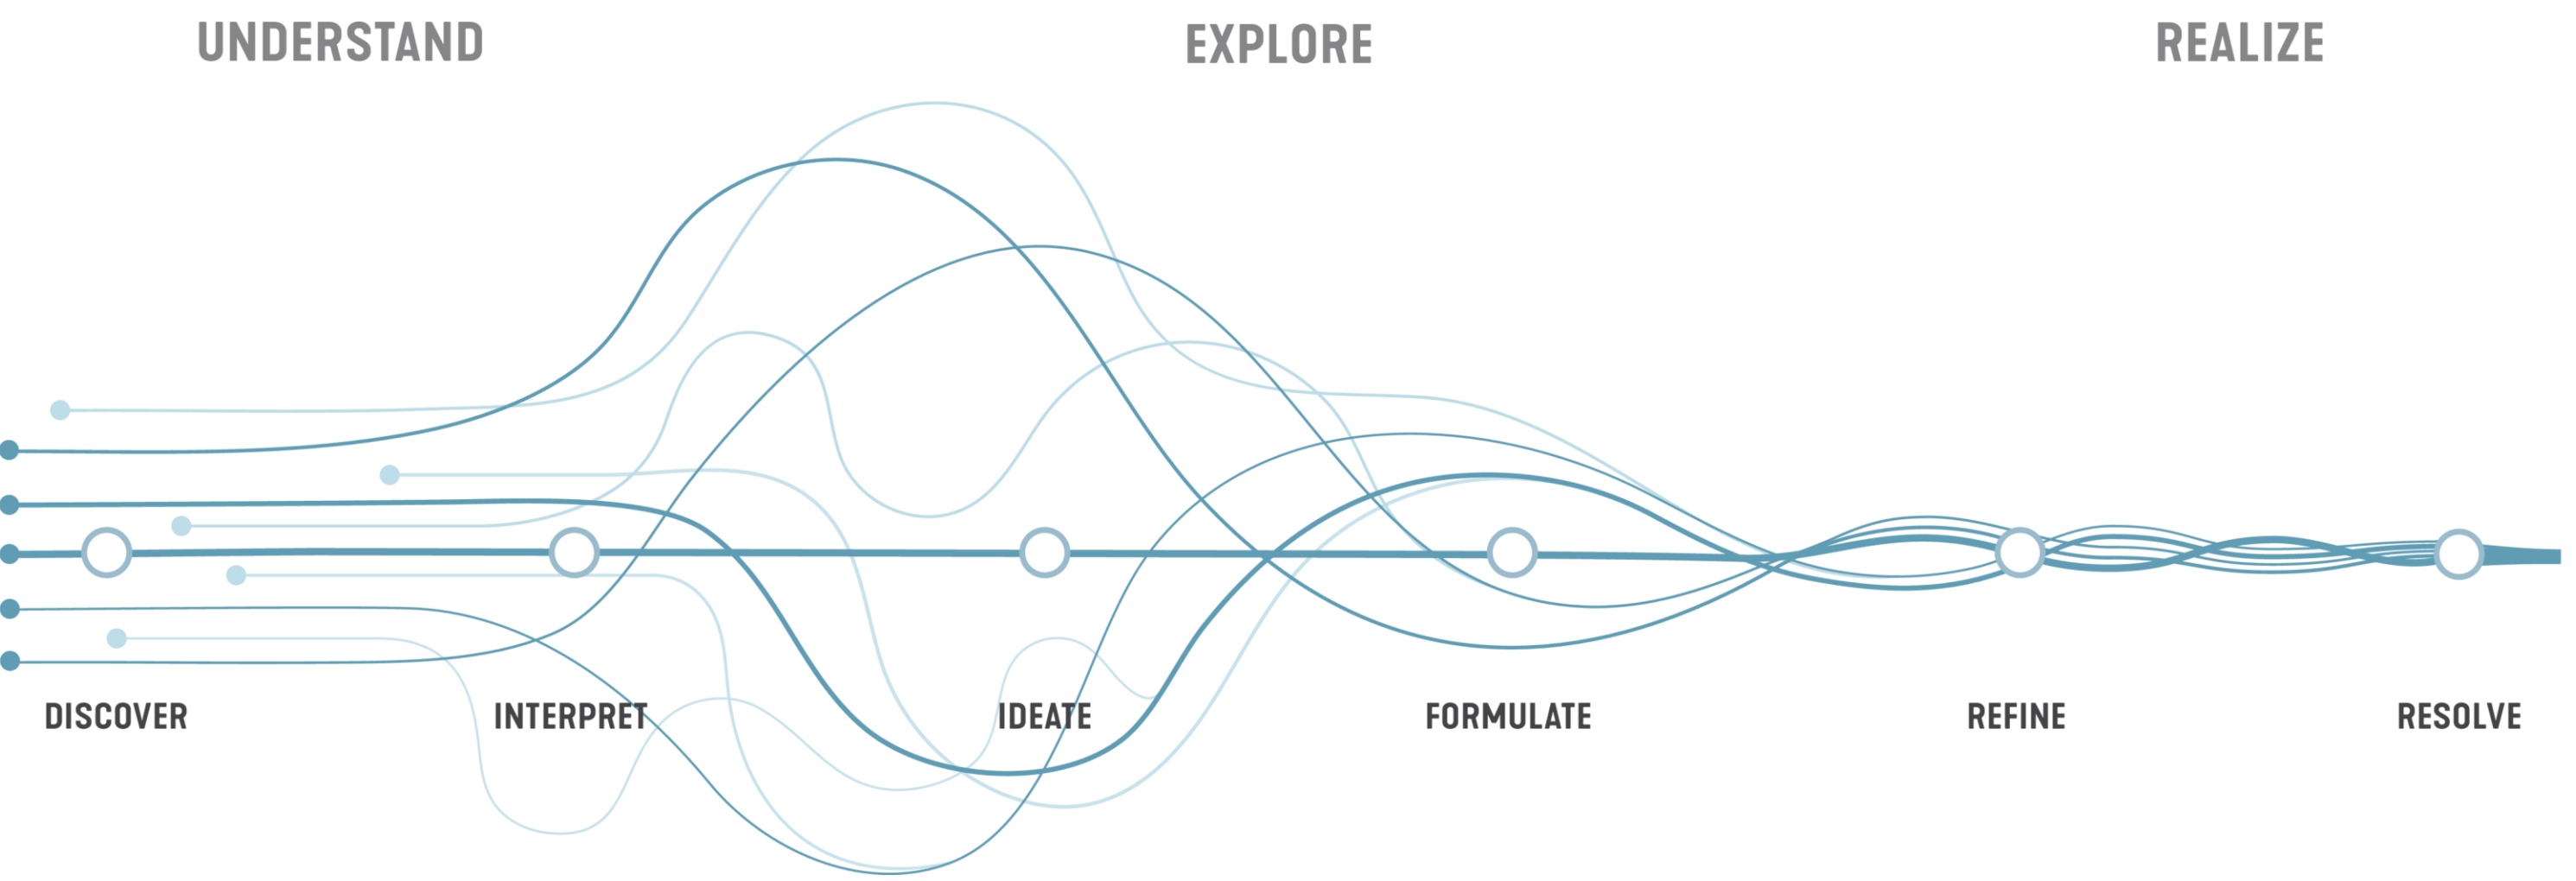 UNDERSTAND EXPLORE REALIZE
DISCOVER INTERPRET IDEATE FORMULATE REFINE RESOLVE